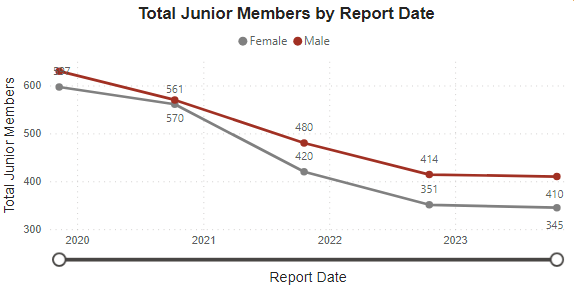 Total Junior Members by Report Date
Female Male
Total Junior Members
600
500
400
300
597
561
570
480
420
414
351
410
345
2020 2021 2022 2023
Report Date